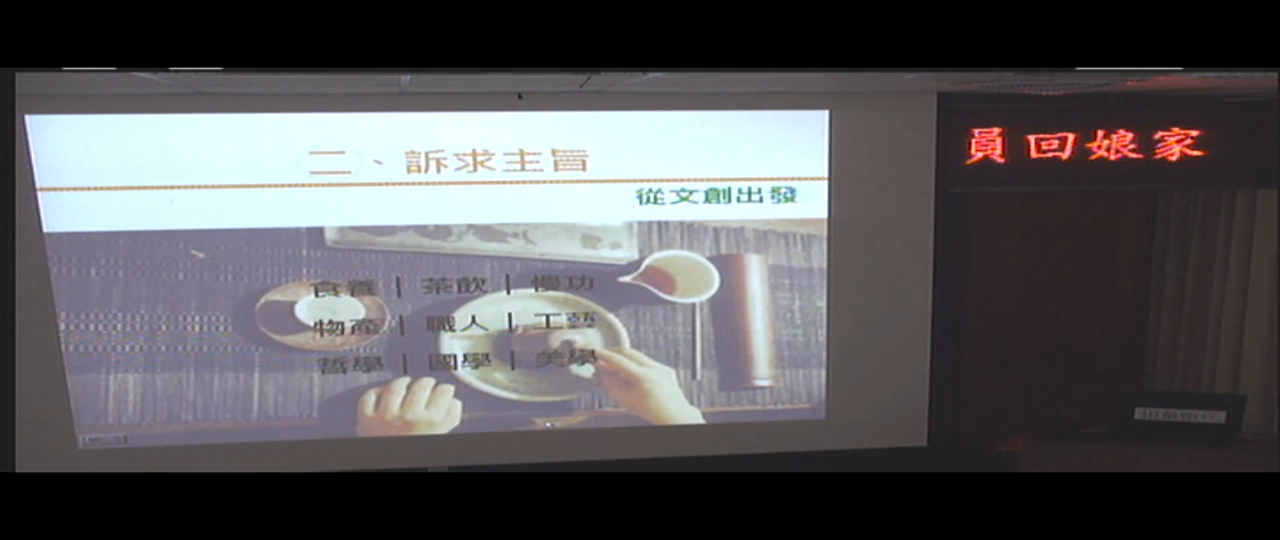 二、訴求主旨
從文創出發
食養｜茶飲｜慢功
物產｜職人｜工藝
哲學｜國學｜美學
員回娘家